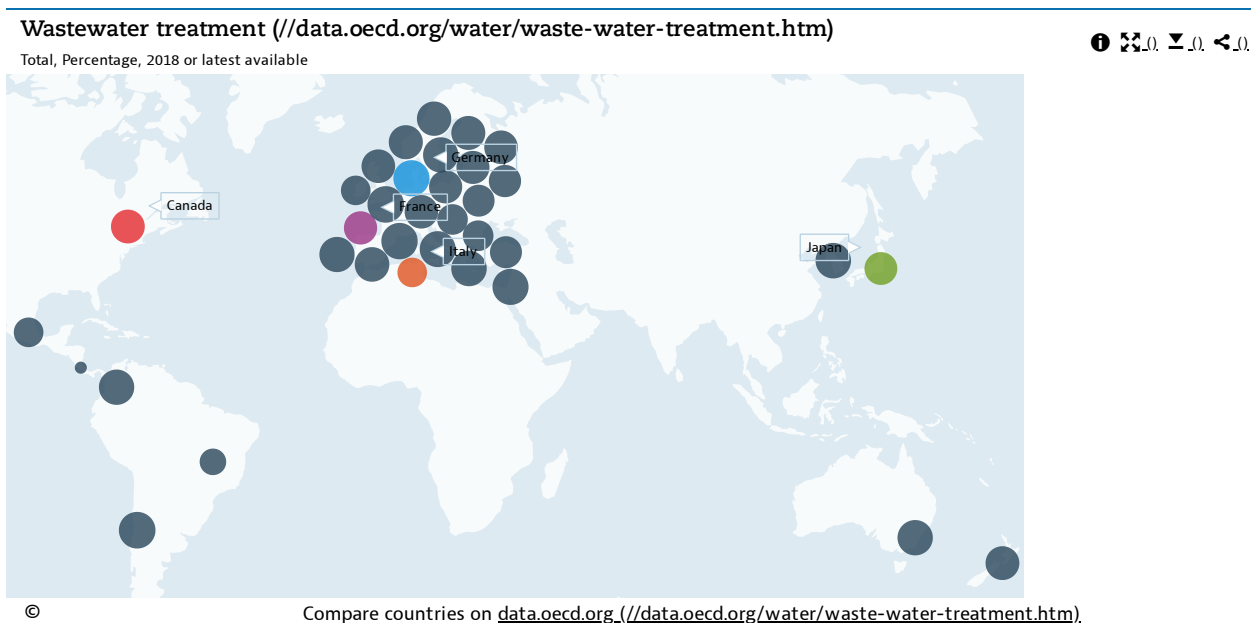 Wastewater treatment (//data.oecd.org/water/waste-water-treatment.htm)
() () ()
Total, Percentage, 2018 or latest available
Germany
Canada
France
Japan
Italy
©
Compare countries on data.oecd.org (//data.oecd.org/water/waste-water-treatment.htm)